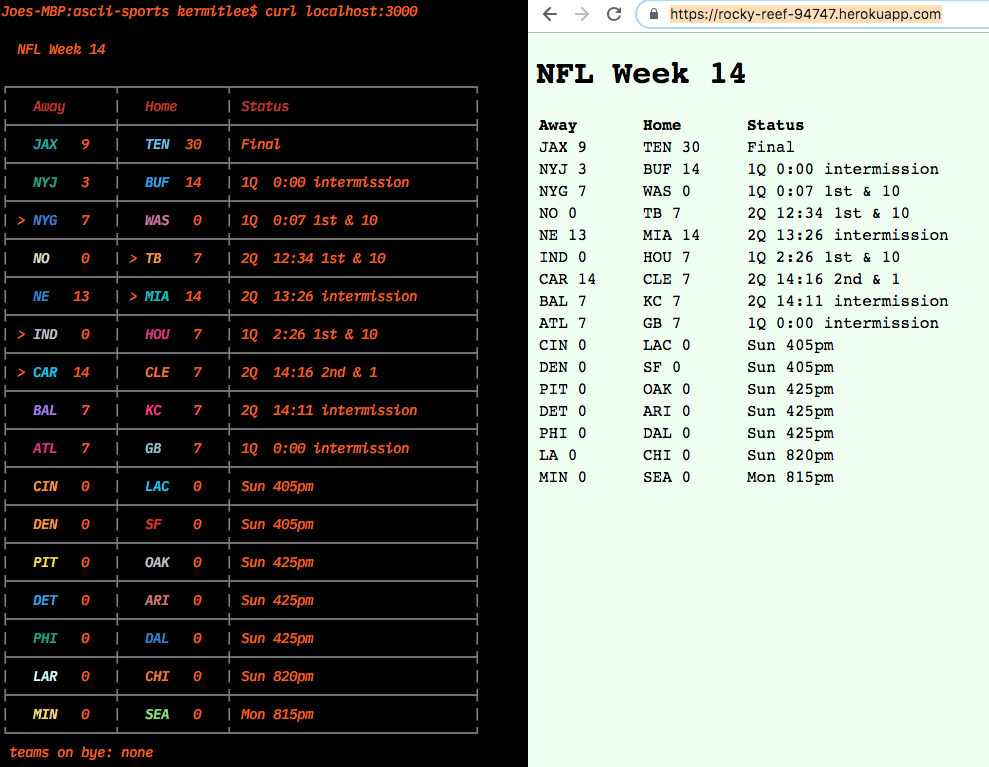 Joes-MBP:ascii-sports kermitlee$ curl localhost:3000
NFL Week 14
Away Home Status
JAX 9 TEN 30 Final
NYJ 3 BUF 14 1Q 0:00 intermission
> NYG 7 WAS 0 1Q 0:07 1st & 10
NO 0 > TB 7 2Q 12:34 1st & 10
NE 13 > MIA 14 2Q 13:26 intermission
> IND 0 HOU 7 1Q 2:26 1st & 10
> CAR 14 CLE 7 2Q 14:16 2nd & 1
BAL 7 KC 7 2Q 14:11 intermission
ATL 7 GB 7 1Q 0:00 intermission
CIN 0 LAC 0 Sun 405pm
DEN 0 SF 0 Sun 405pm
PIT 0 OAK 0 Sun 425pm
DET 0 ARI 0 Sun 425pm
PHI 0 DAL 0 Sun 425pm
LAR 0 CHI 0 Sun 820pm
MIN 0 SEA 0 Mon 815pm
teams on bye: none
https://rocky-reef-94747.herokuapp.com
NFL Week 14
Away Home Status
JAX 9 TEN 30 Final
NYJ 3 BUF 14 1Q 0:00 intermission
NYG 7 WAS 0 1Q 0:07 1st & 10
NO 0 TB 7 2Q 12:34 1st & 10
NE 13 MIA 14 2Q 13:26 intermission
IND 0 HOU 7 1Q 2:26 1st & 10
CAR 14 CLE 7 2Q 14:16 2nd & 1
BAL 7 KC 7 2Q 14:11 intermission
ATL 7 GB 7 1Q 0:00 intermission
CIN 0 LAC 0 Sun 405pm
DEN 0 SF 0 Sun 405pm
PIT 0 OAK 0 Sun 425pm
DET 0 ARI 0 Sun 425pm
PHI 0 DAL 0 Sun 425pm
LA 0 CHI 0 Sun 820pm
MIN 0 SEA 0 Mon 815pm